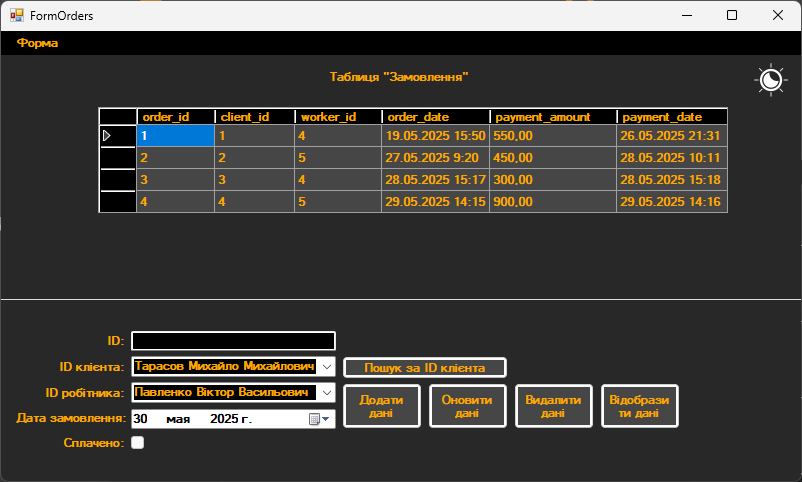 FormOrders
Форма
Таблиця "Замовлення"
order_id client_id worker_id order_date payment_amount payment_date
1 1 4 19.05.2025 15:50 550,00 26.05.2025 21:31
2 2 5 27.05.2025 9:20 450,00 28.05.2025 10:11
3 3 4 28.05.2025 15:17 300,00 28.05.2025 15:18
4 4 5 29.05.2025 14:15 900,00 29.05.2025 14:16
ID:
ID клієнта: Тарасов Михайло Михайлович Пошук за ID клієнта
ID робітника: Павленко Віктор Васильович
Дата замовлення: 30 мая 2025 г.
Сплачено:
Додати
дані
Оновити
дані
Видалити
дані
Відобрази
ти дані